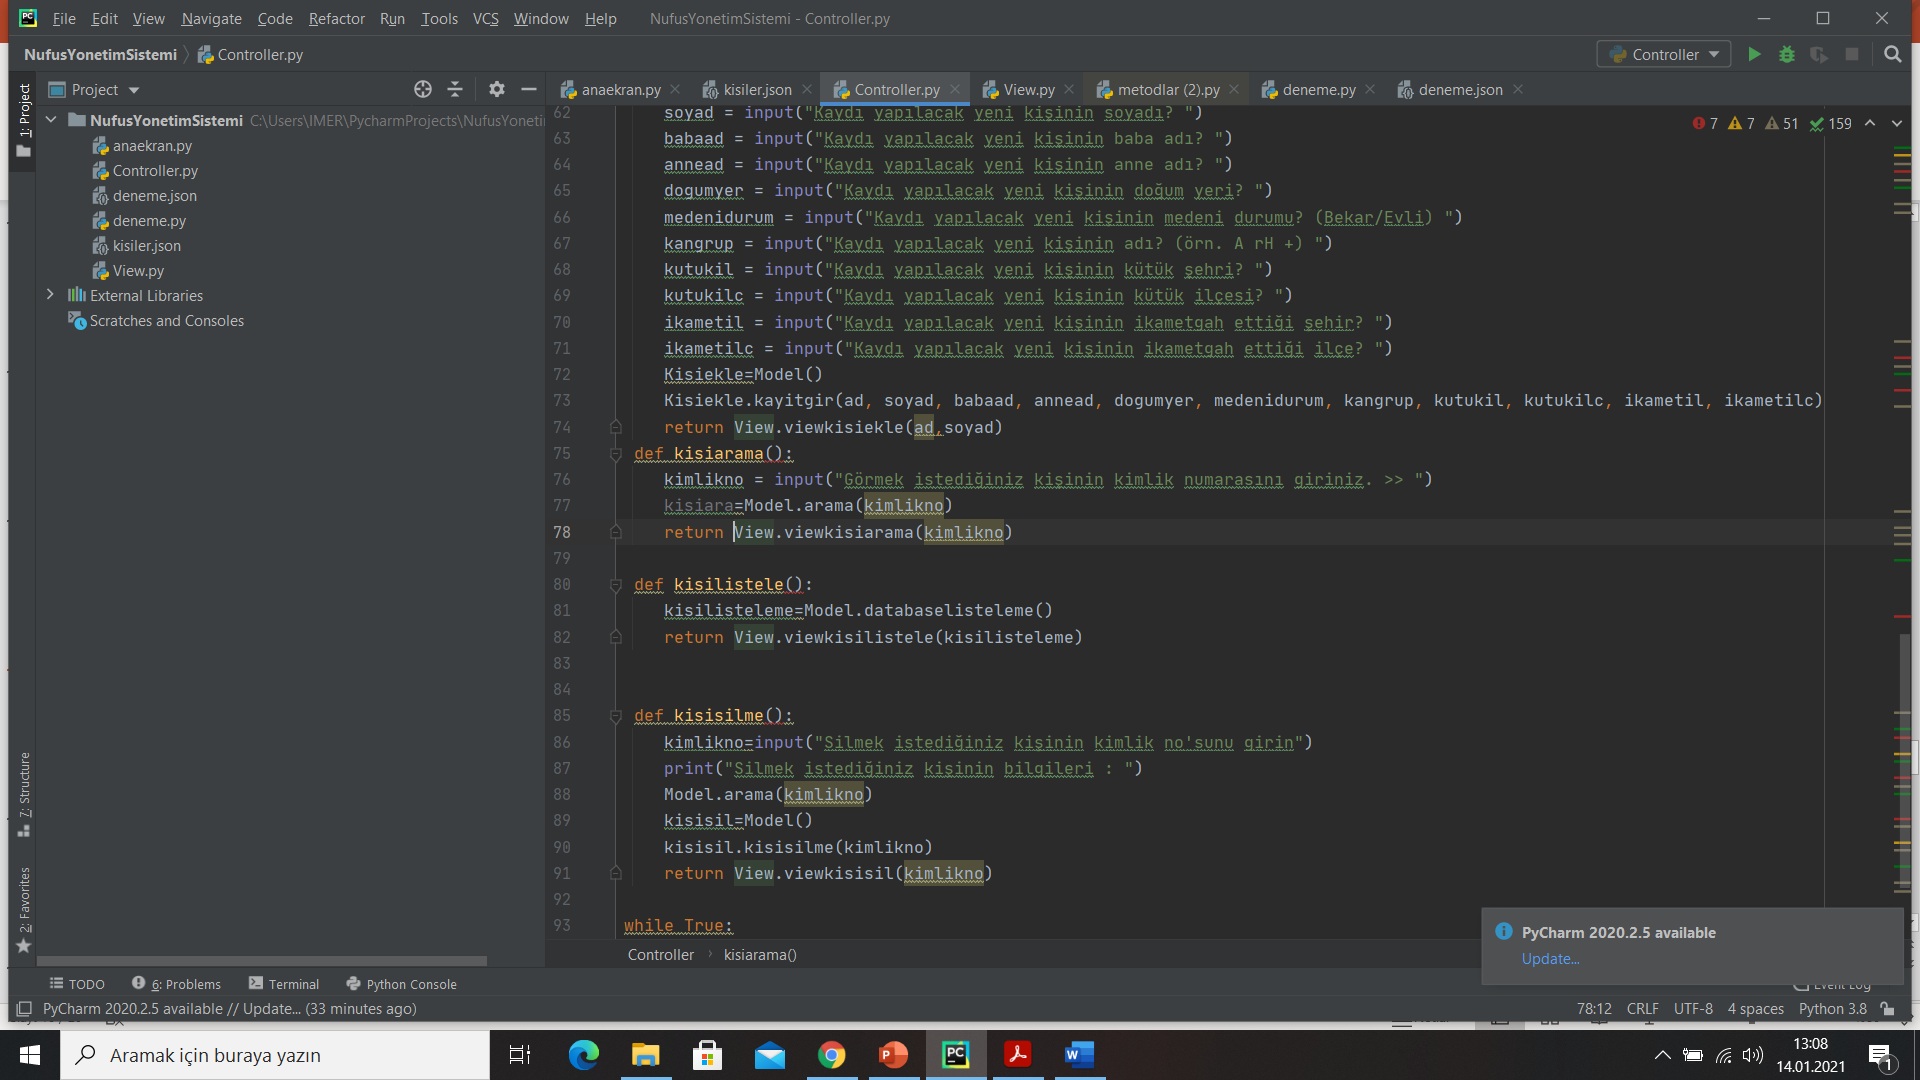 File Edit View Navigate Code Refactor Run Tools VCS Window Help NufusYonetimSistemi - Controller.py
NufusYonetimSistemi Controller.py Controller
Project anaekran.py kisiler.json Controller.py View.py metodlar (2).py deneme.py deneme.json
1: Project
NufusYonetimSistemi C:\Users\IMER\PycharmProjects\NufusYoneti
anaekran.py
Controller.py
deneme.json
deneme.py
kisiler.json
View.py
External Libraries
Scratches and Consoles
7: Structure
2: Favorites
7 7 51 159
62 soyad = input("Kaydı yapılacak yeni kişinin soyadı? ")
63 babaad = input("Kaydı yapılacak yeni kişinin baba adı? ")
64 annead = input("Kaydı yapılacak yeni kişinin anne adı? ")
65 dogumyer = input("Kaydı yapılacak yeni kişinin doğum yeri? ")
66 medenidurum = input("Kaydı yapılacak yeni kişinin medeni durumu? (Bekar/Evli) ")
67 kangrup = input("Kaydı yapılacak yeni kişinin adı? (örn. A rH +) ")
68 kutukil = input("Kaydı yapılacak yeni kişinin kütük şehri? ")
69 kutukilc = input("Kaydı yapılacak yeni kişinin kütük ilçesi? ")
70 ikametil = input("Kaydı yapılacak yeni kişinin ikametgah ettiği şehir? ")
71 ikametilc = input("Kaydı yapılacak yeni kişinin ikametgah ettiği ilçe? ")
72 Kisiekle=Model()
73 Kisiekle.kayitgir(ad, soyad, babaad, annead, dogumyer, medenidurum, kangrup, kutukil, kutukilc, ikametil, ikametilc)
74 return View.viewkisiekle(ad,soyad)
75 def kisiarama():
76 kimlikno = input("Görmek istediğiniz kişinin kimlik numarasını giriniz. >> ")
77 kisiara=Model.arama(kimlikno)
78 return View.viewkisiarama(kimlikno)
79
80 def kisilistele():
81 kisilisteleme=Model.databaselisteleme()
82 return View.viewkisilistele(kisilisteleme)
83
84
85 def kisisilme():
86 kimlikno=input("Silmek istediğiniz kişinin kimlik no'sunu girin")
87 print("Silmek istediğiniz kişinin bilgileri : ")
88 Model.arama(kimlikno)
89 kisisil=Model()
90 kisisil.kisisilme(kimlikno)
91 return View.viewkisisil(kimlikno)
92
93 while True:
Controller kisiarama()
PyCharm 2020.2.5 available
Update...
TODO 6: Problems Terminal Python Console Event Log
PyCharm 2020.2.5 available // Update... (33 minutes ago) 78:12 CRLF UTF-8 4 spaces Python 3.8
Aramak için buraya yazın
13:08
14.01.2021
1